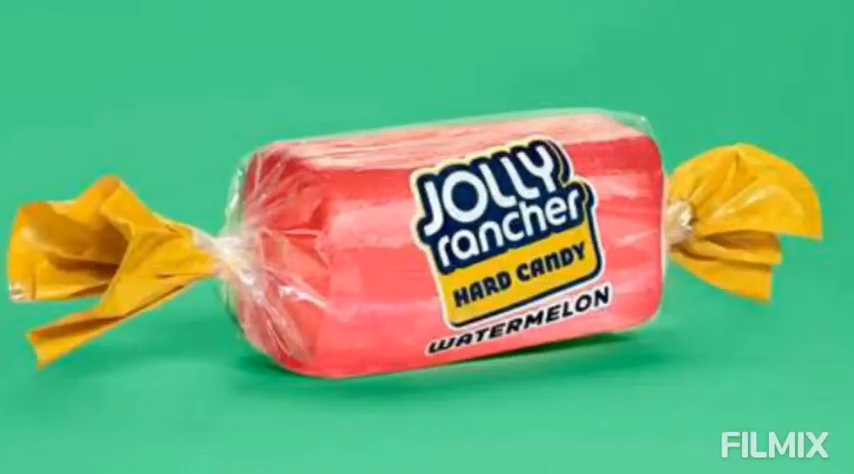 JOLLY
rancher
HARD CANDY
WATERMELON
FILMIX